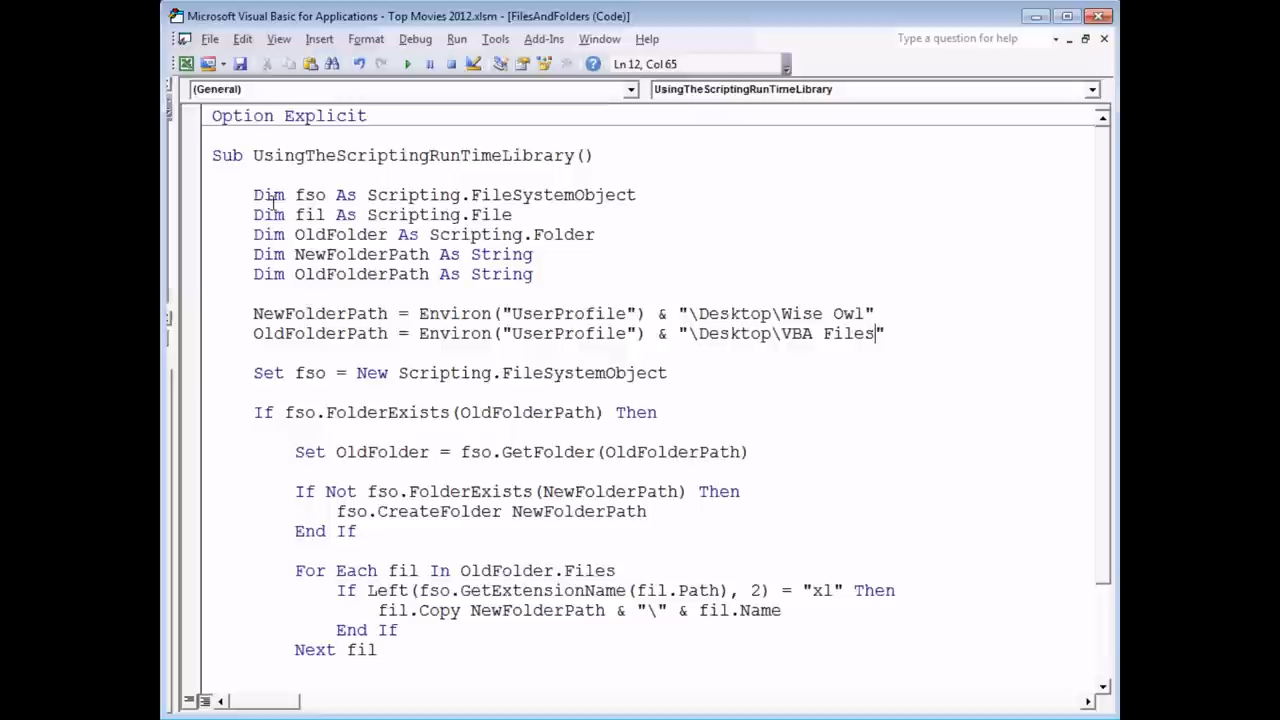 Microsoft Visual Basic for Applications - Top Movies 2012.xlsm - [FilesAndFolders (Code)]
File Edit View Insert Format Debug Run Tools Add-Ins Window Help Type a question for help
Ln 12, Col 65
(General) UsingTheScriptingRunTimeLibrary
Option Explicit
Sub UsingTheScriptingRunTimeLibrary()
Dim fso As Scripting.FileSystemObject
Dim fil As Scripting.File
Dim OldFolder As Scripting.Folder
Dim NewFolderPath As String
Dim OldFolderPath As String
NewFolderPath = Environ("UserProfile") & "\Desktop\Wise Owl"
OldFolderPath = Environ("UserProfile") & "\Desktop\VBA Files"
Set fso = New Scripting.FileSystemObject
If fso.FolderExists(OldFolderPath) Then
Set OldFolder = fso.GetFolder(OldFolderPath)
If Not fso.FolderExists(NewFolderPath) Then
fso.CreateFolder NewFolderPath
End If
For Each fil In OldFolder.Files
If Left(fso.GetExtensionName(fil.Path), 2) = "xl" Then
fil.Copy NewFolderPath & "\" & fil.Name
End If
Next fil